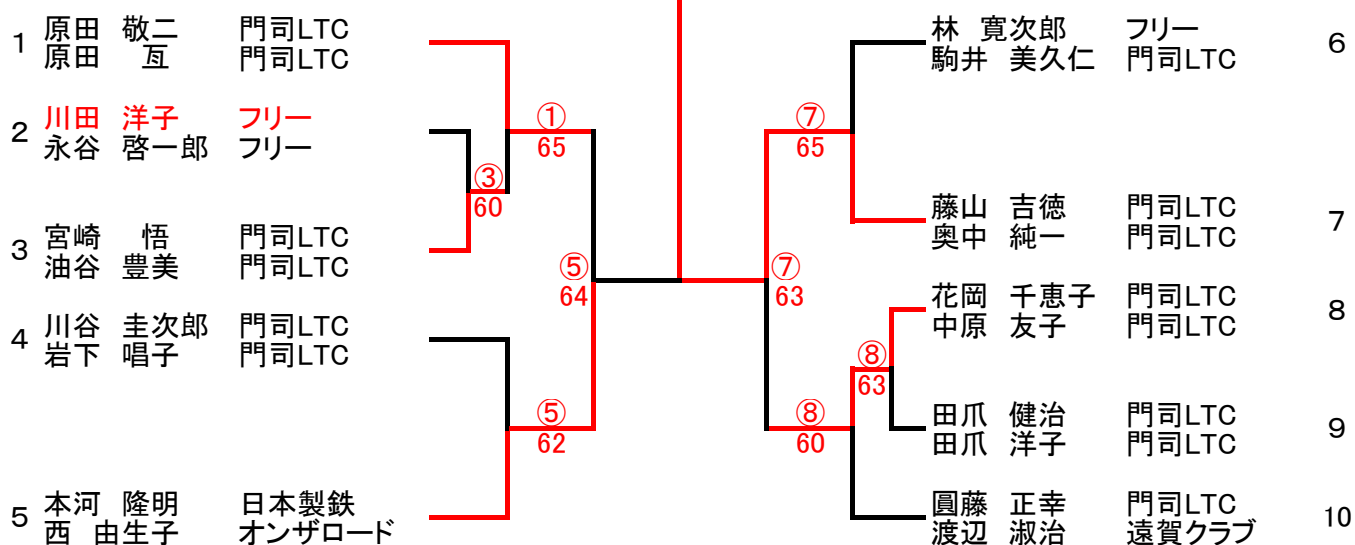 1 原田 敬二 門司LTC
原田 亙 門司LTC
2 川田 洋子 フリー
永谷 啓一郎 フリー
3 宮崎 悟 門司LTC
油谷 豊美 門司LTC
4 川谷 圭次郎 門司LTC
岩下 唱子 門司LTC
5 本河 隆明 日本製鉄
西 由生子 オンザロード
①
65
③
60
⑤
64
⑤
62
⑦
65
⑦
63
⑧
63
⑧
60
林 寛次郎 フリー 6
駒井 美久仁 門司LTC
藤山 吉徳 門司LTC 7
奥中 純一 門司LTC
花岡 千恵子 門司LTC 8
中原 友子 門司LTC
田爪 健治 門司LTC 9
田爪 洋子 門司LTC
圓藤 正幸 門司LTC 10
渡辺 淑治 遠賀クラブ